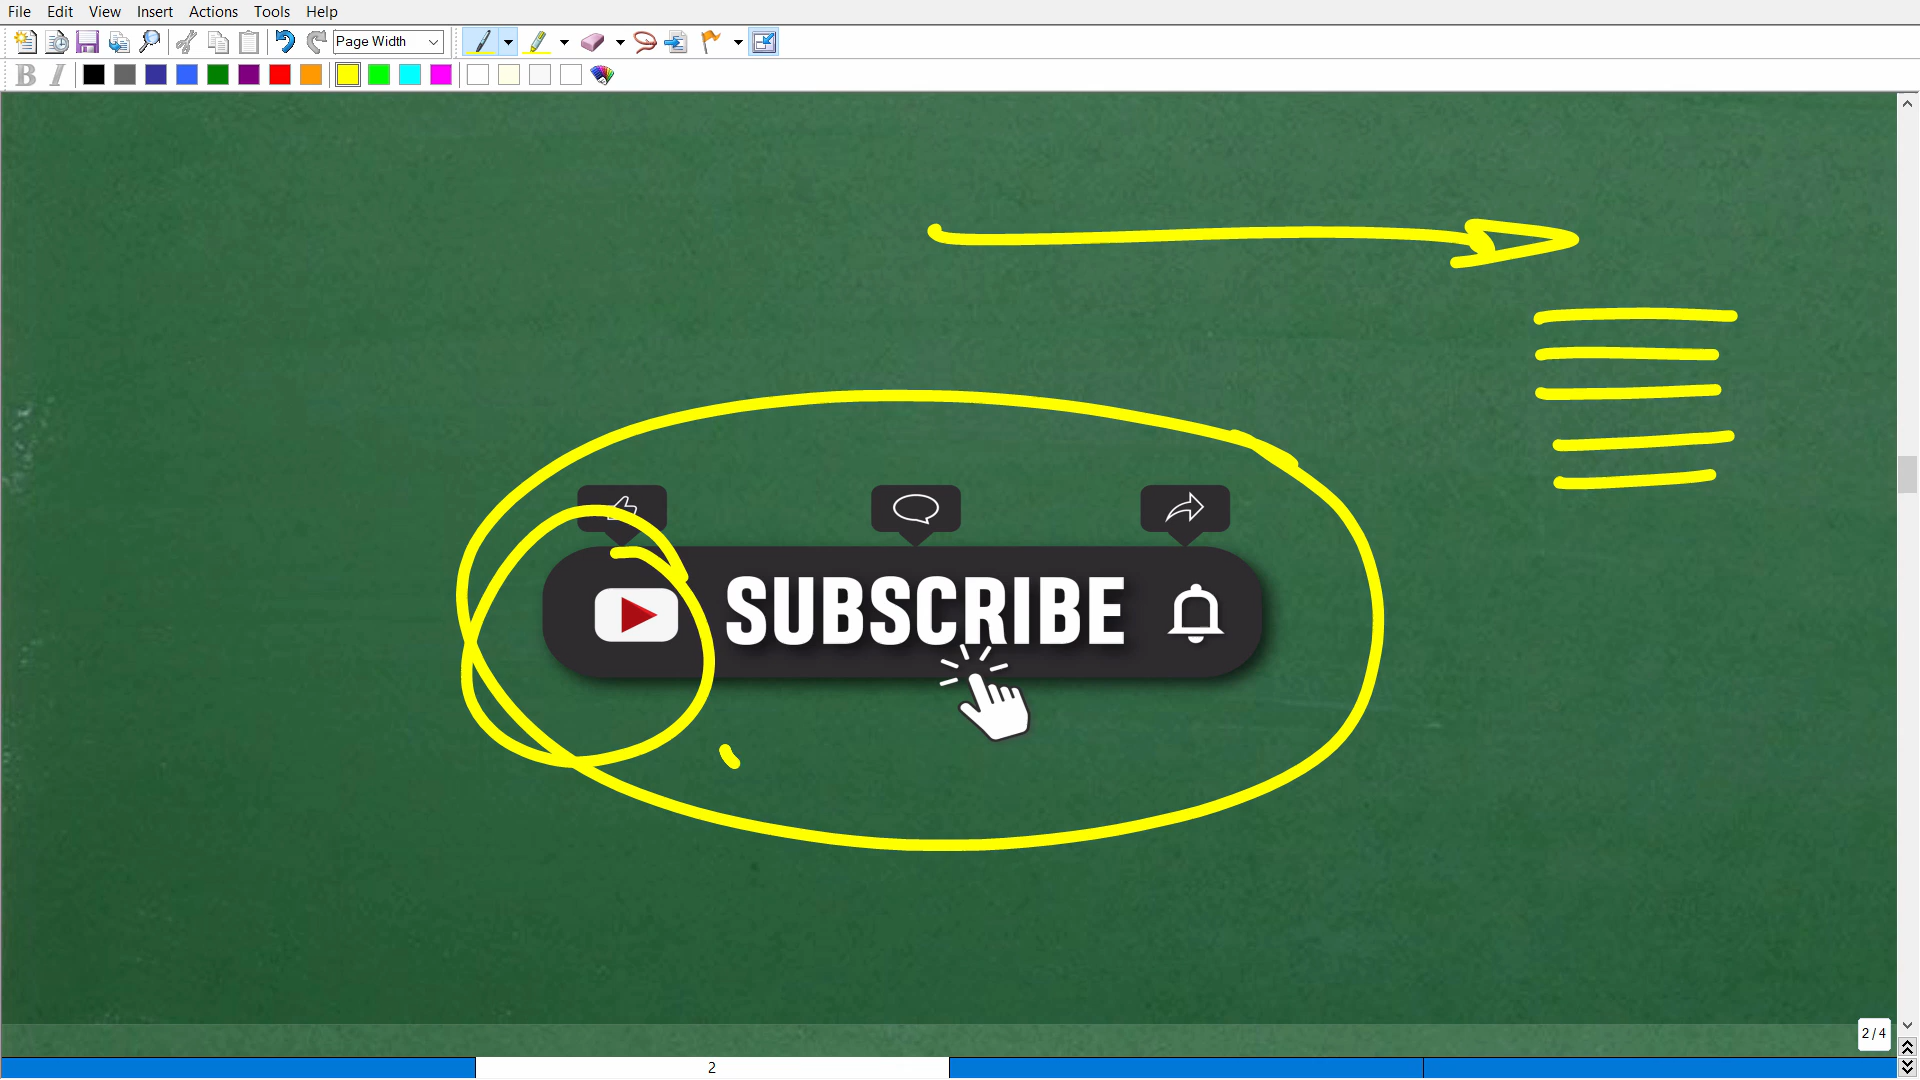 File Edit View Insert Actions Tools Help
Page Width
B I
SUBSCRIBE
2 / 4
2